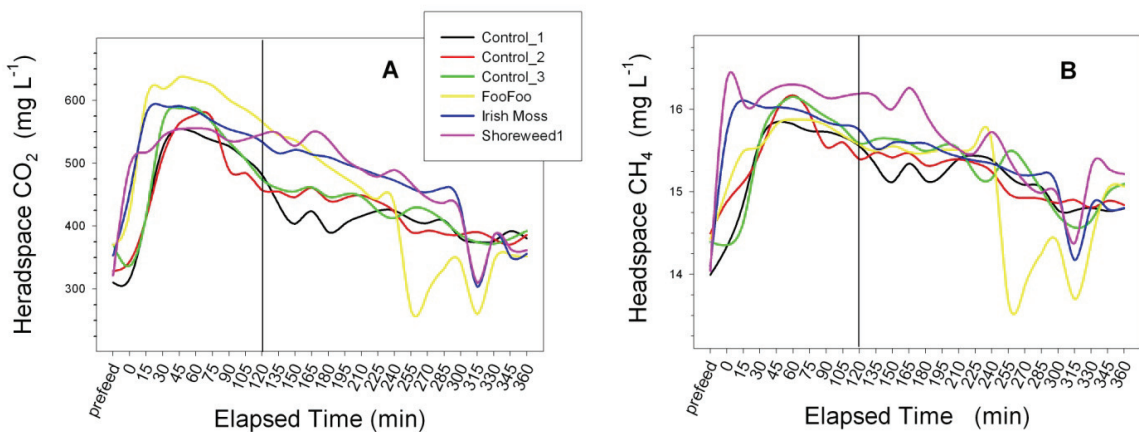 A
Control_1
Control_2
Control_3
FooFoo
Irish Moss
Shoreweed1
Heradspace CO2 (mg L-1)
600
500
400
300
prefeed 0 15 30 45 60 75 90 105 120 135 150 165 180 195 210 225 240 255 270 285 300 315 330 345 360
Elapsed Time (min)
B
Headspace CH4 (mg L-1)
16
15
14
prefeed 0 15 30 45 60 75 90 105 120 135 150 165 180 195 210 225 240 255 270 285 300 315 330 345 360
Elapsed Time (min)